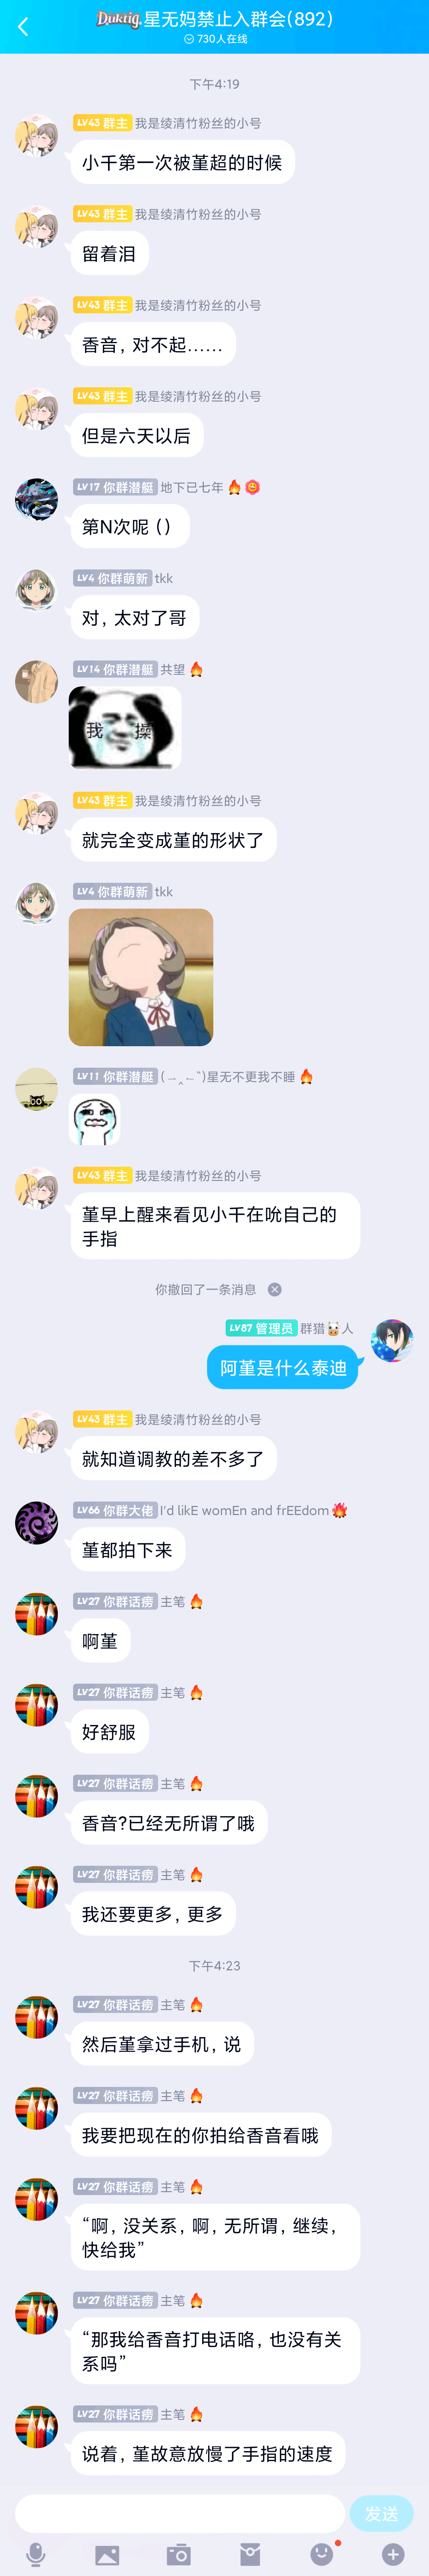 Duktig.星无妈禁止入群会(892)
730人在线
下午4:19
LV43 群主 我是绫清竹粉丝的小号
小千第一次被堇超的时候
LV43 群主 我是绫清竹粉丝的小号
留着泪
LV43 群主 我是绫清竹粉丝的小号
香音，对不起……
LV43 群主 我是绫清竹粉丝的小号
但是六天以后
LV17 你群潜艇 地下已七年
第N次呢（）
LV4 你群萌新 tkk
对，太对了哥
LV14 你群潜艇 共望
我 操
LV43 群主 我是绫清竹粉丝的小号
就完全变成堇的形状了
LV4 你群萌新 tkk
LV11 你群潜艇 (￢_︿_￢")星无不更我不睡
LV43 群主 我是绫清竹粉丝的小号
堇早上醒来看见小千在吮自己的
手指
你撤回了一条消息
LV87 管理员 群猎🐮人
阿堇是什么泰迪
LV43 群主 我是绫清竹粉丝的小号
就知道调教的差不多了
LV66 你群大佬 I'd likE womEn and frEEdom
堇都拍下来
LV27 你群话痨 主笔
啊堇
LV27 你群话痨 主笔
好舒服
LV27 你群话痨 主笔
香音?已经无所谓了哦
LV27 你群话痨 主笔
我还要更多，更多
下午4:23
LV27 你群话痨 主笔
然后堇拿过手机，说
LV27 你群话痨 主笔
我要把现在的你拍给香音看哦
LV27 你群话痨 主笔
“啊，没关系，啊，无所谓，继续，
快给我”
LV27 你群话痨 主笔
“那我给香音打电话咯，也没有关
系吗”
LV27 你群话痨 主笔
说着，堇故意放慢了手指的速度
发送